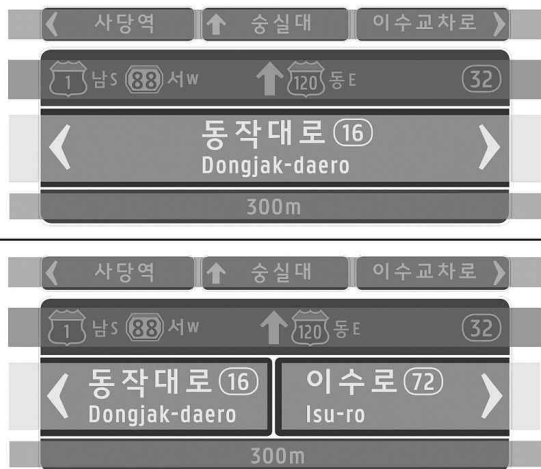 사당역 숭실대 이수교차로
1 남S 88 서W 120 동E 32
동작대로 16
Dongjak-daero
300m
사당역 숭실대 이수교차로
1 남S 88 서W 120 동E 32
동작대로 16 이수로 72
Dongjak-daero Isu-ro
300m